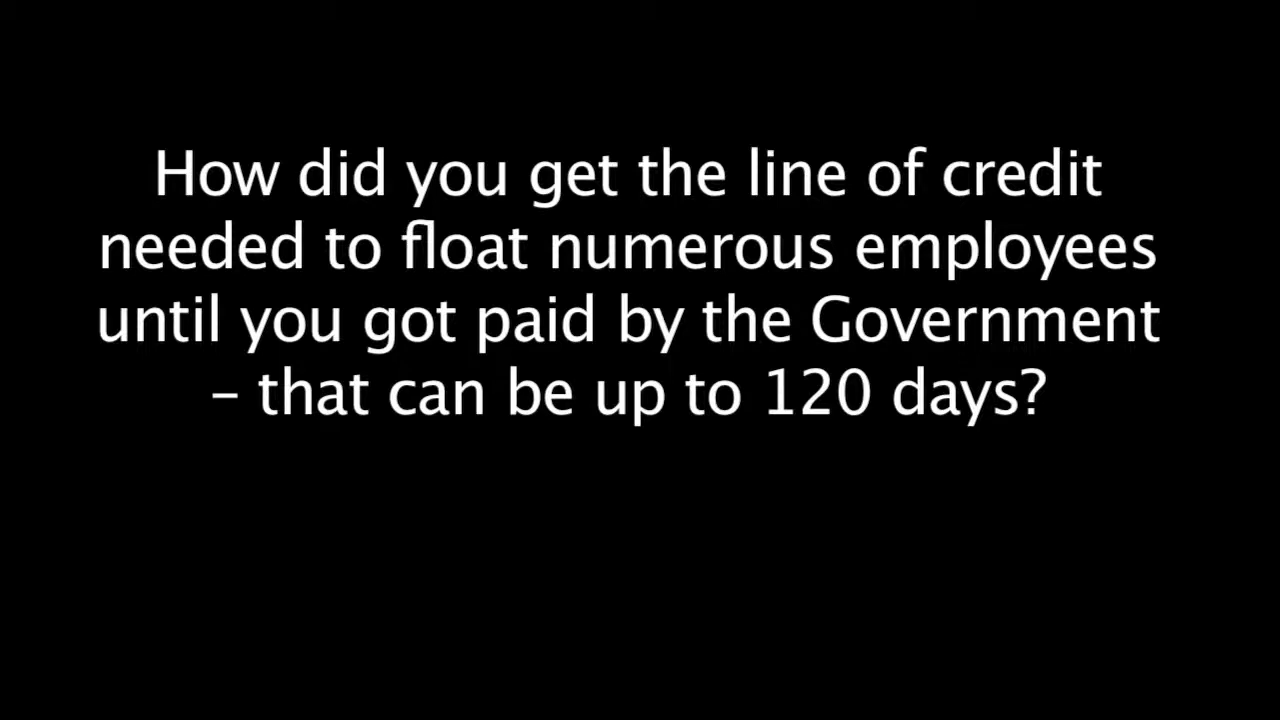 How did you get the line of credit
needed to float numerous employees
until you got paid by the Government
– that can be up to 120 days?